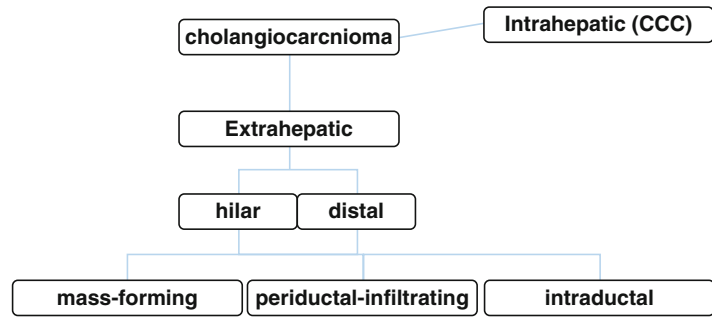 cholangiocarcnioma
Intrahepatic (CCC)
Extrahepatic
hilar
distal
mass-forming
periductal-infiltrating
intraductal